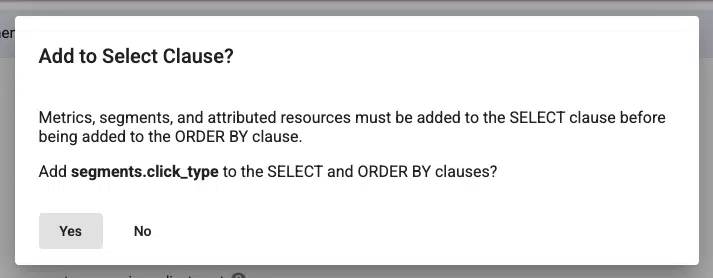 Add to Select Clause?
Metrics, segments, and attributed resources must be added to the SELECT clause before
being added to the ORDER BY clause.
Add segments.click_type to the SELECT and ORDER BY clauses?
Yes No